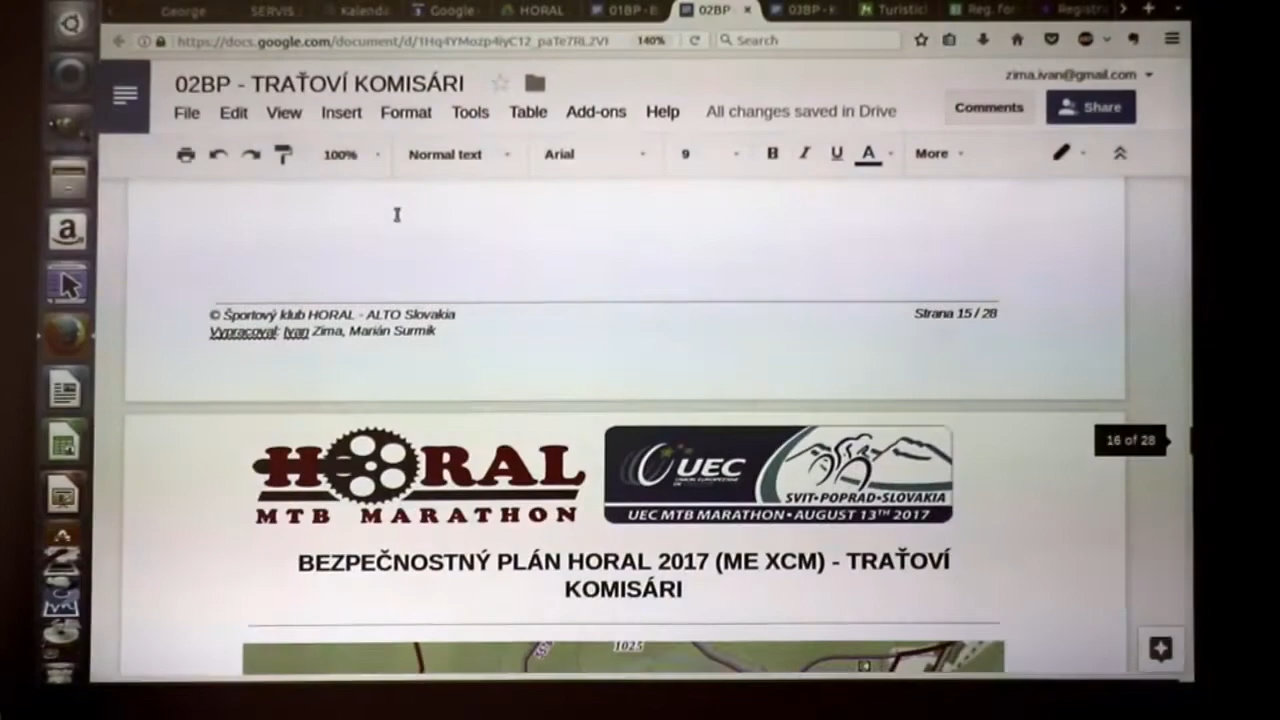 George
SERVIS
Kalend
Google
HORAL
01BP - B
02BP -
03BP - K
Turistic
Reg. for
Registra
https://docs.google.com/document/d/1Hq4YMozp4iyC12_paTe7RL2VI
140%
Search
02BP - TRAŤOVÍ KOMISÁRI
zima.ivan@gmail.com
File Edit View Insert Format Tools Table Add-ons Help All changes saved in Drive
Comments
Share
100% Normal text Arial 9 B I U A More
© Športový klub HORAL - ALTO Slovakia
Strana 15 / 28
Vypracoval: Ivan Zima, Marián Surmík
16 of 28
HORAL
MTB MARATHON
UEC
SVIT•POPRAD•SLOVAKIA
UEC MTB MARATHON•AUGUST 13TH 2017
BEZPEČNOSTNÝ PLÁN HORAL 2017 (ME XCM) - TRAŤOVÍ
KOMISÁRI
1025